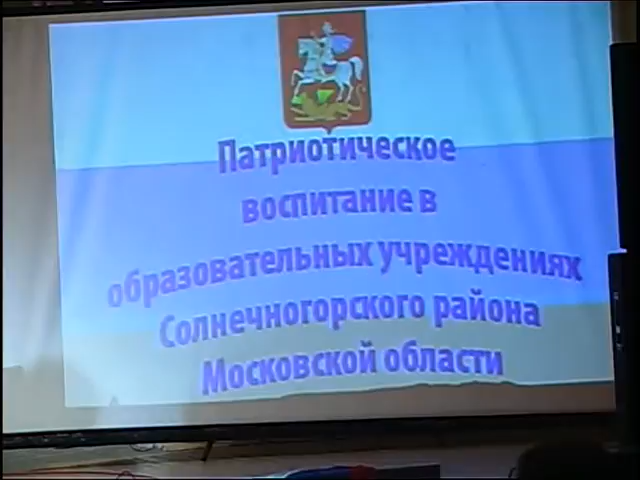 Патриотическое
воспитание в
образовательных учреждениях
Солнечногорского района
Московской области